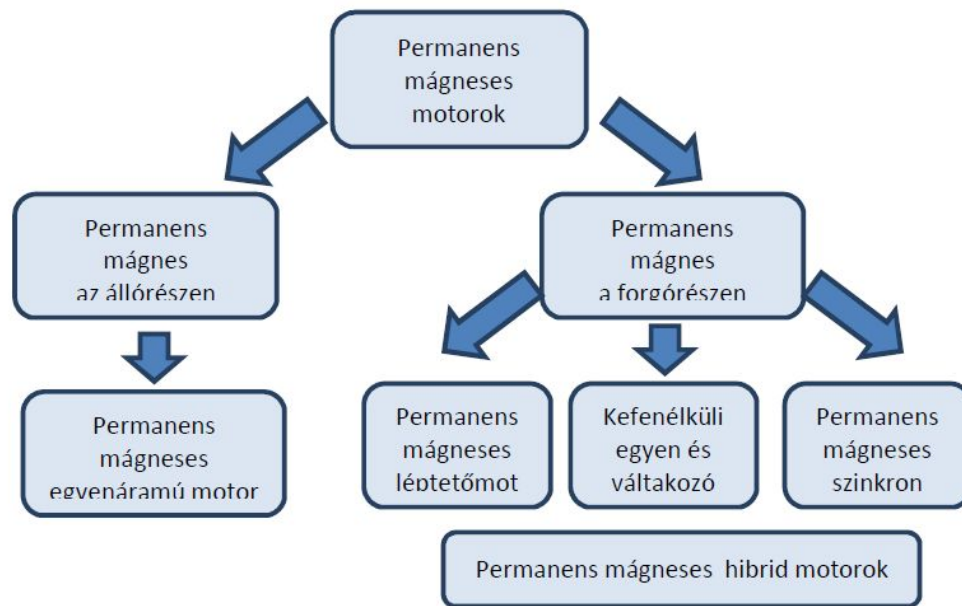 Permanens
mágneses
motorok
Permanens
mágnes
az állórészen
Permanens
mágnes
a forgórészen
Permanens
mágneses
egyenáramú motor
Permanens
mágneses
léptetőmot
Kefenélküli
egyen és
váltakozó
Permanens
mágneses
szinkron
Permanens mágneses hibrid motorok